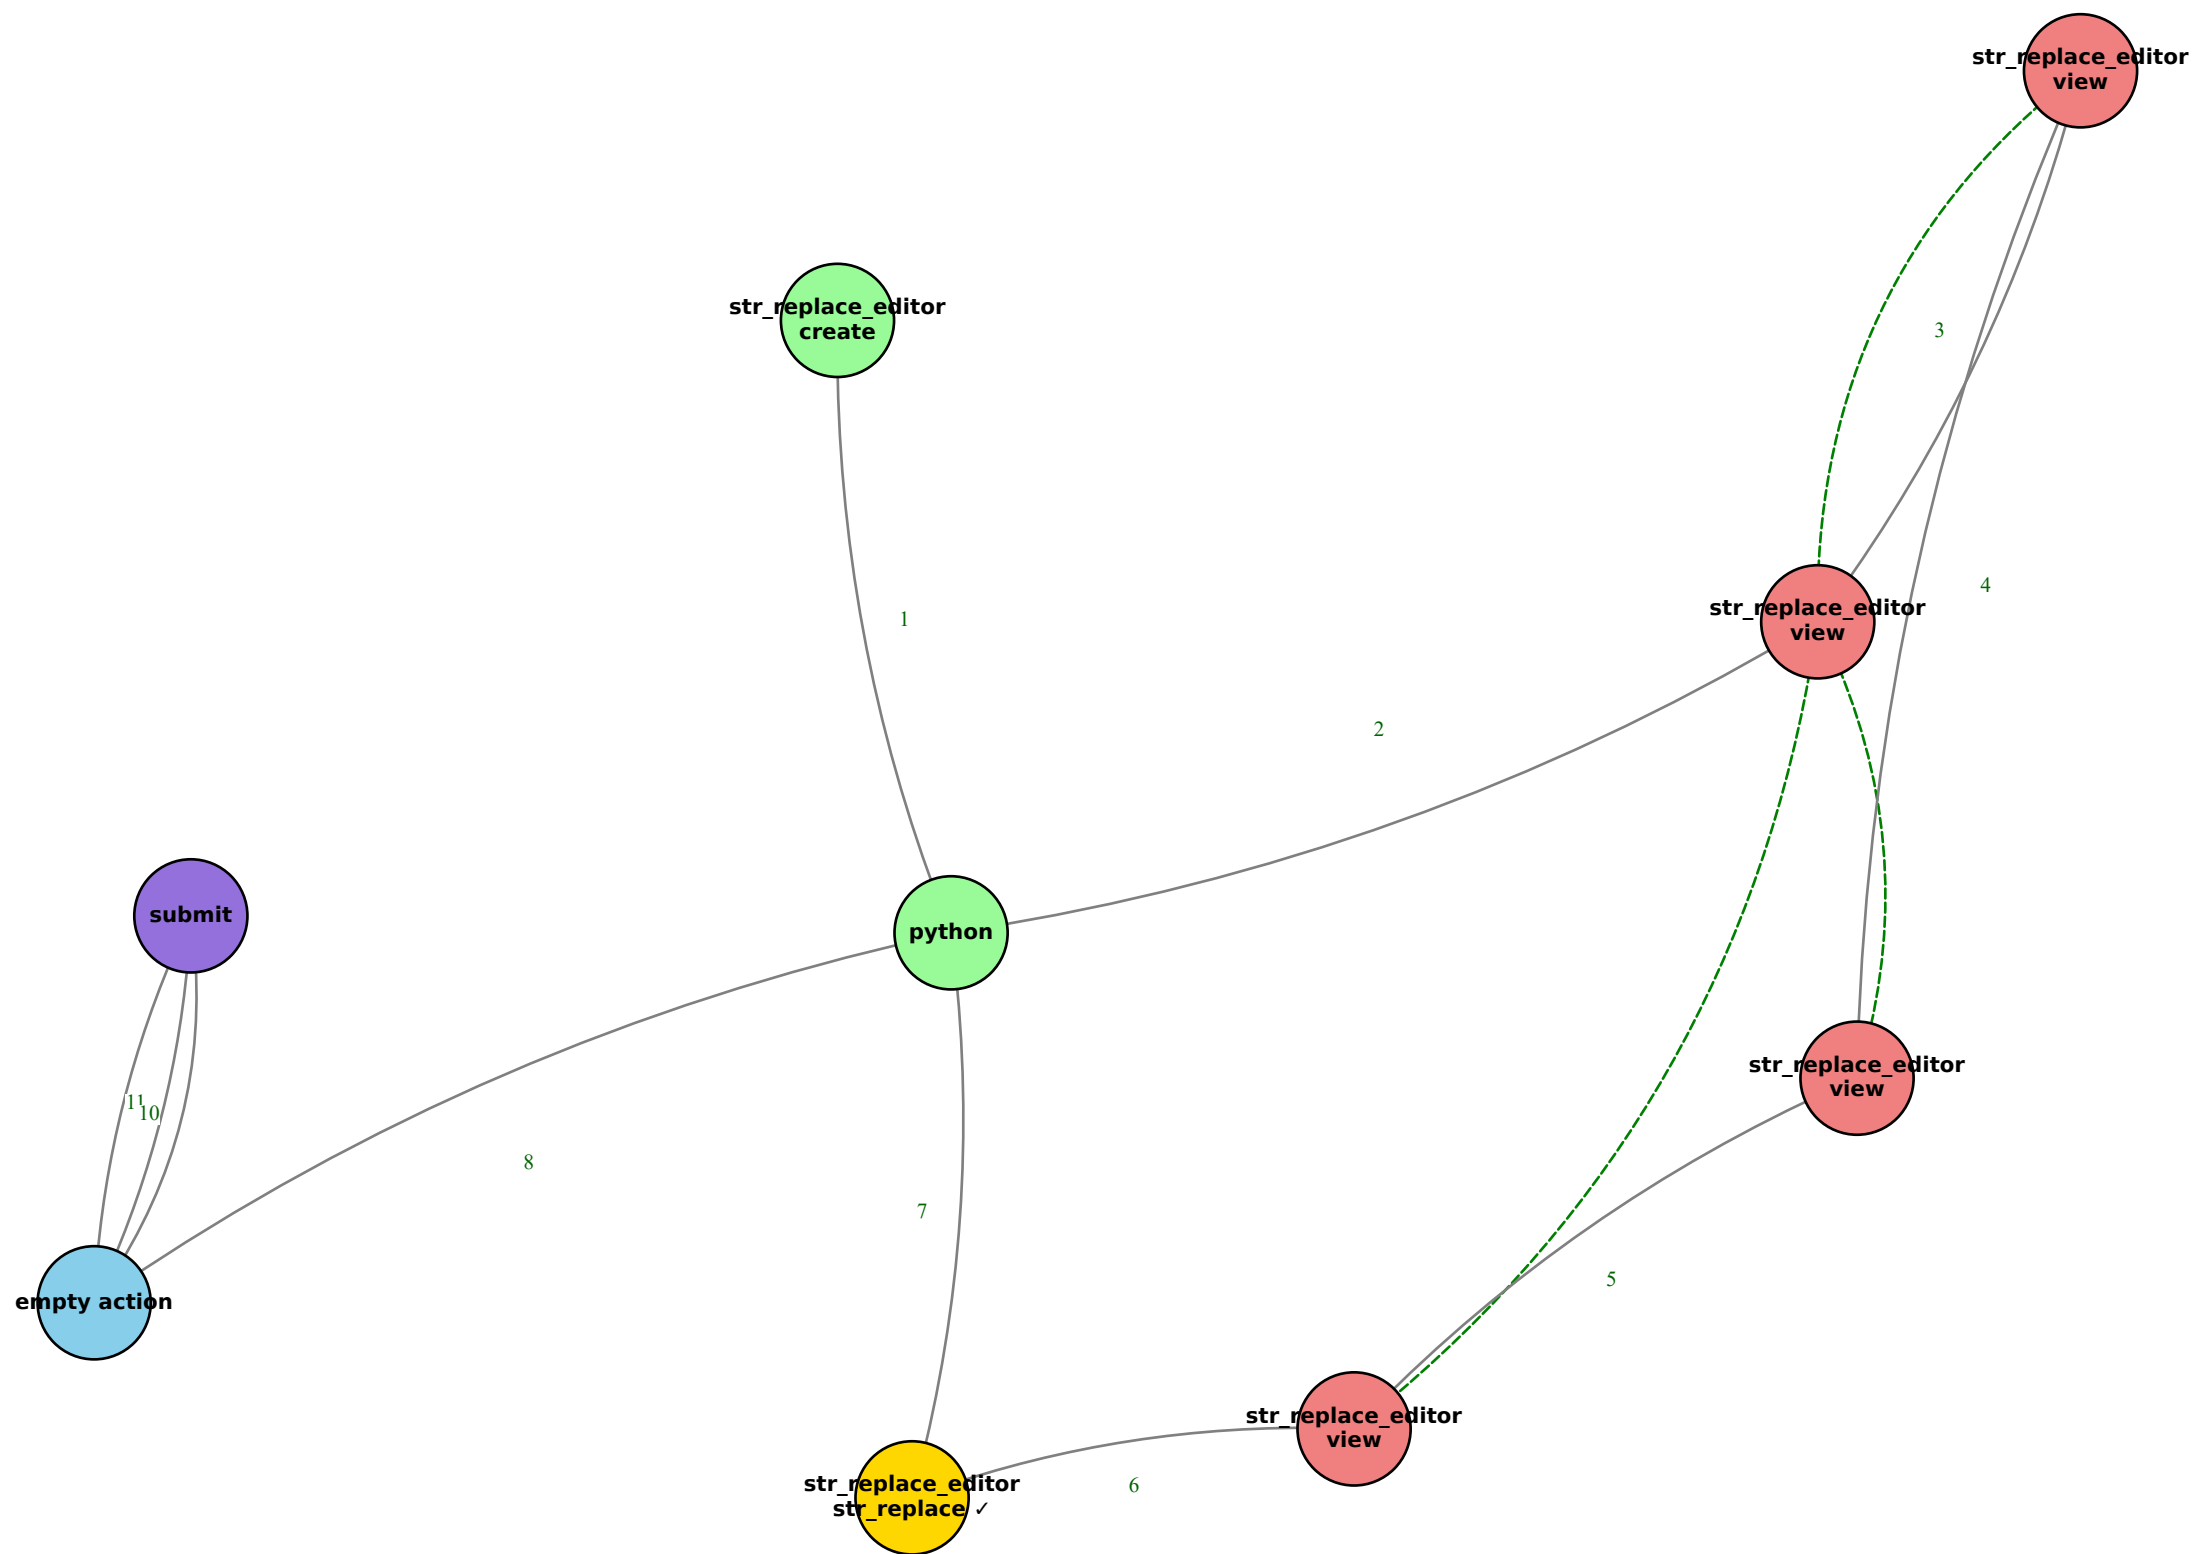 str_replace_editor
view
str_replace_editor
create
3
4
str_replace_editor
view
1
2
submit
python
str_replace_editor
view
11
10
8
7
5
empty action
str_replace_editor
view
6
str_replace_editor
str_replace ✓